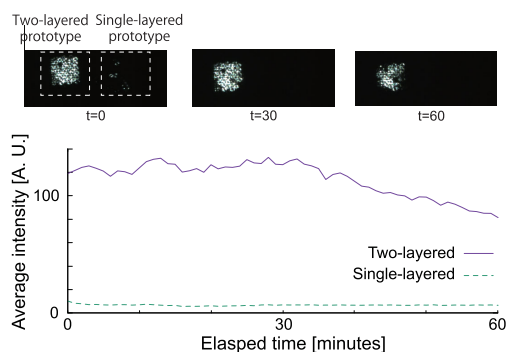 Two-layered Single-layered
prototype prototype
t=0 t=30 t=60
Average intensity [A. U.]
100
0
Two-layered
Single-layered
0 30 60
Elasped time [minutes]